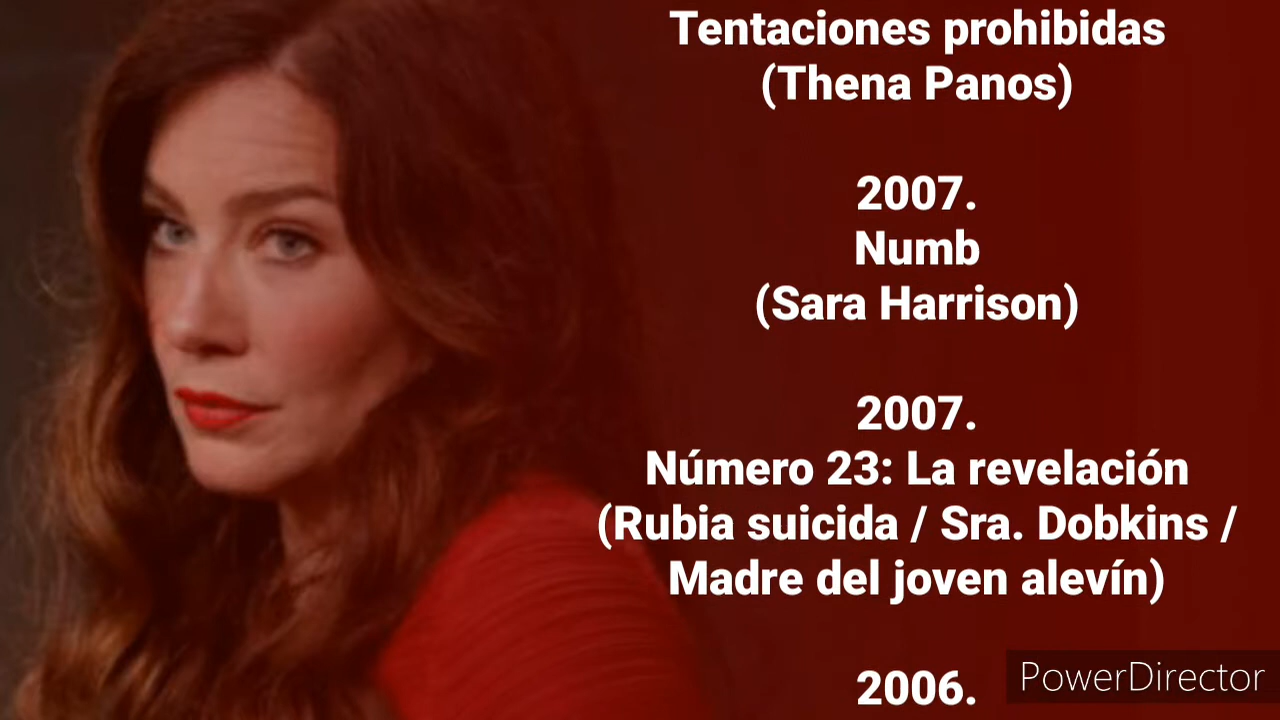 Tentaciones prohibidas
(Thena Panos)
2007.
Numb
(Sara Harrison)
2007.
Número 23: La revelación
(Rubia suicida / Sra. Dobkins /
Madre del joven alevín)
2006.
PowerDirector